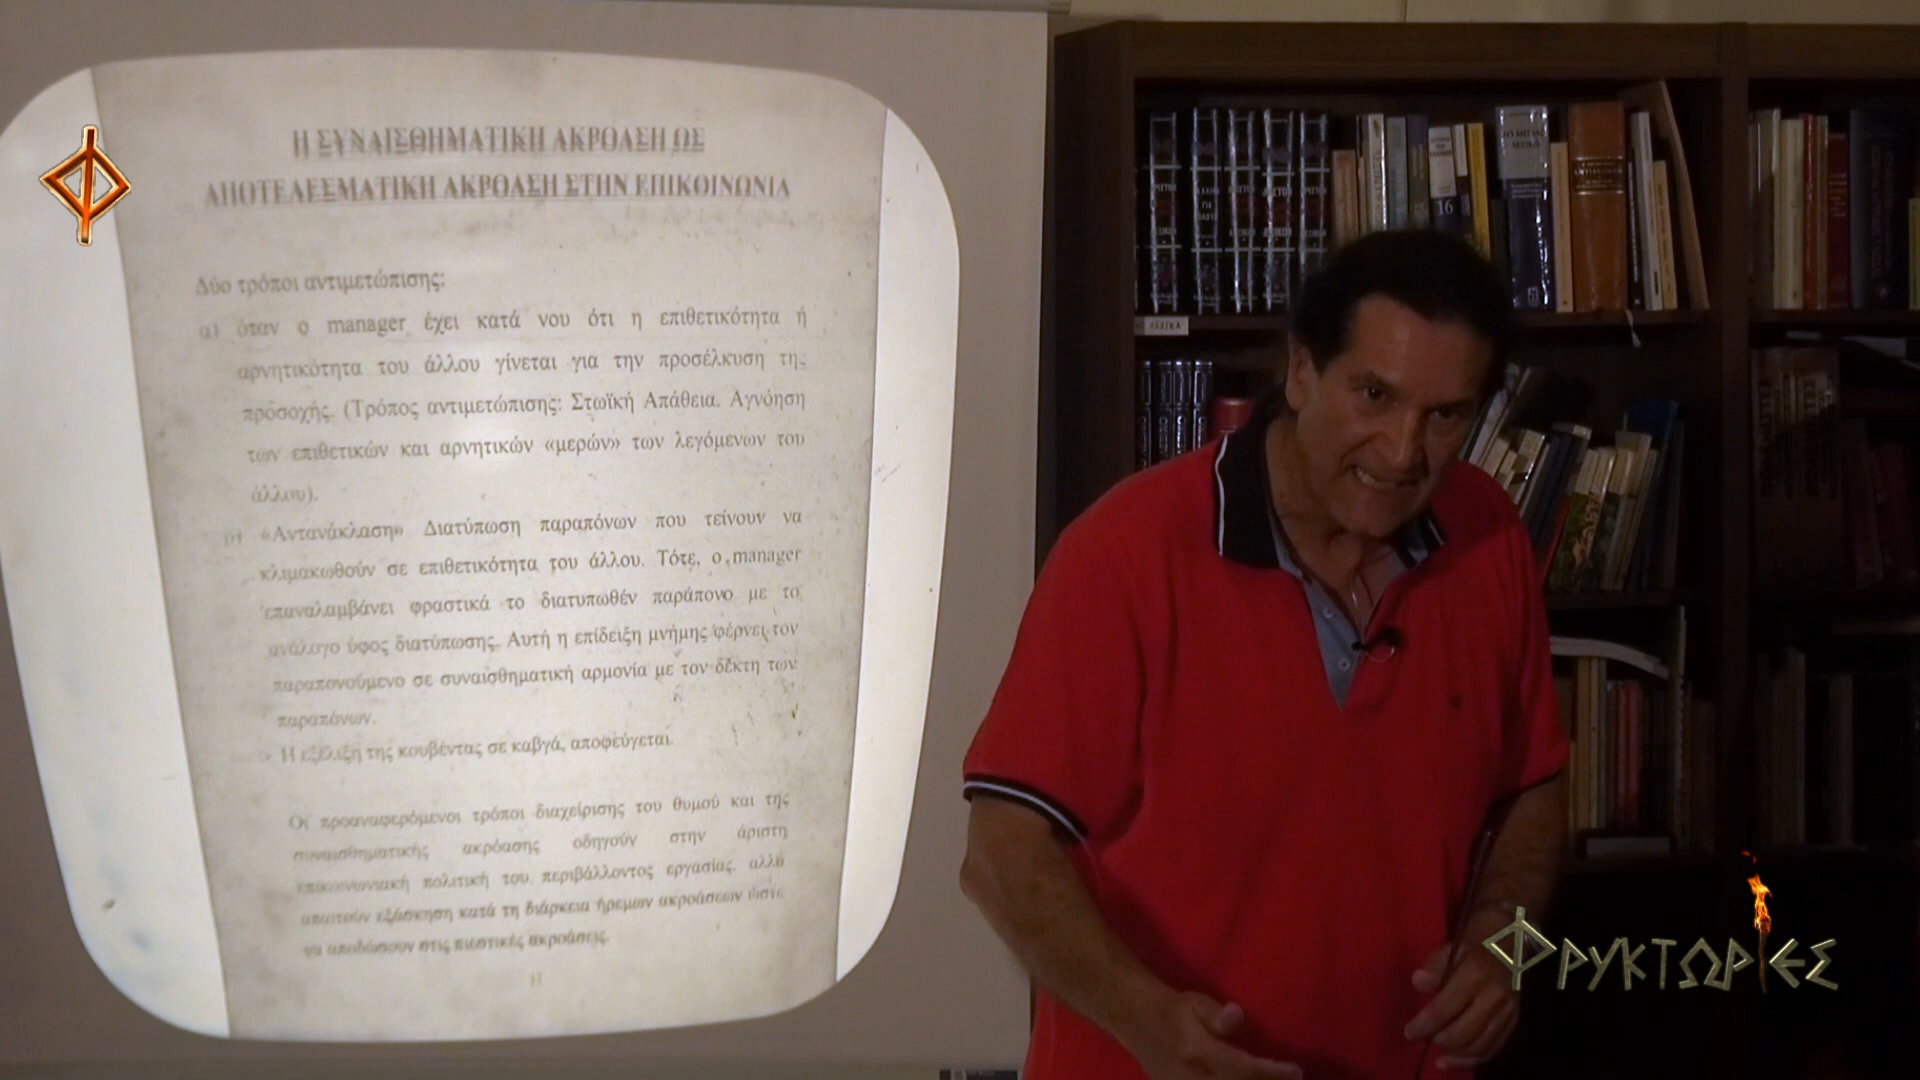 Η ΣΥΝΑΙΣΘΗΜΑΤΙΚΗ ΑΚΡΟΑΣΗ ΩΣ
ΑΠΟΤΕΛΕΣΜΑΤΙΚΗ ΑΚΡΟΑΣΗ ΣΤΗΝ ΕΠΙΚΟΙΝΩΝΙΑ
Δύο τρόποι αντιμετώπισης:
α) όταν ο manager έχει κατά νου ότι η επιθετικότητα ή
αρνητικότητα του άλλου γίνεται για την προσέλκυση της
προσοχής. (Τρόπος αντιμετώπισης: Στωϊκή Απάθεια. Αγνόηση
των επιθετικών και αρνητικών «μερών» των λεγόμενων του
άλλου).
«Αντανάκλαση» Διατύπωση παραπόνων που τείνουν να
κλιμακωθούν σε επιθετικότητα του άλλου. Τότε, ο manager
επαναλαμβάνει φραστικά το διατυπωθέν παράπονο με το
ανάλογο ύφος διατύπωσης. Αυτή η επίδειξη μνήμης φέρνει τον
παραπονούμενο σε συναισθηματική αρμονία με τον δέκτη των
παραπόνων.
Η εξέλιξη της κουβέντας σε καβγά, αποφεύγεται.
Οι προαναφερόμενοι τρόποι διαχείρισης του θυμού και της
συναισθηματικής ακρόασης οδηγούν στην άριστη
επικοινωνιακή πολιτική του περιβάλλοντος εργασίας, αλλά
απαιτούν εξάσκηση κατά τη διάρκεια ήρεμων ακροάσεων ώστε
να αποδώσουν στις πιεστικές ακροάσεις.
ΛΕΞΙΚΑ
16
ΦΡΥΚΤΩΡΙΕΣ